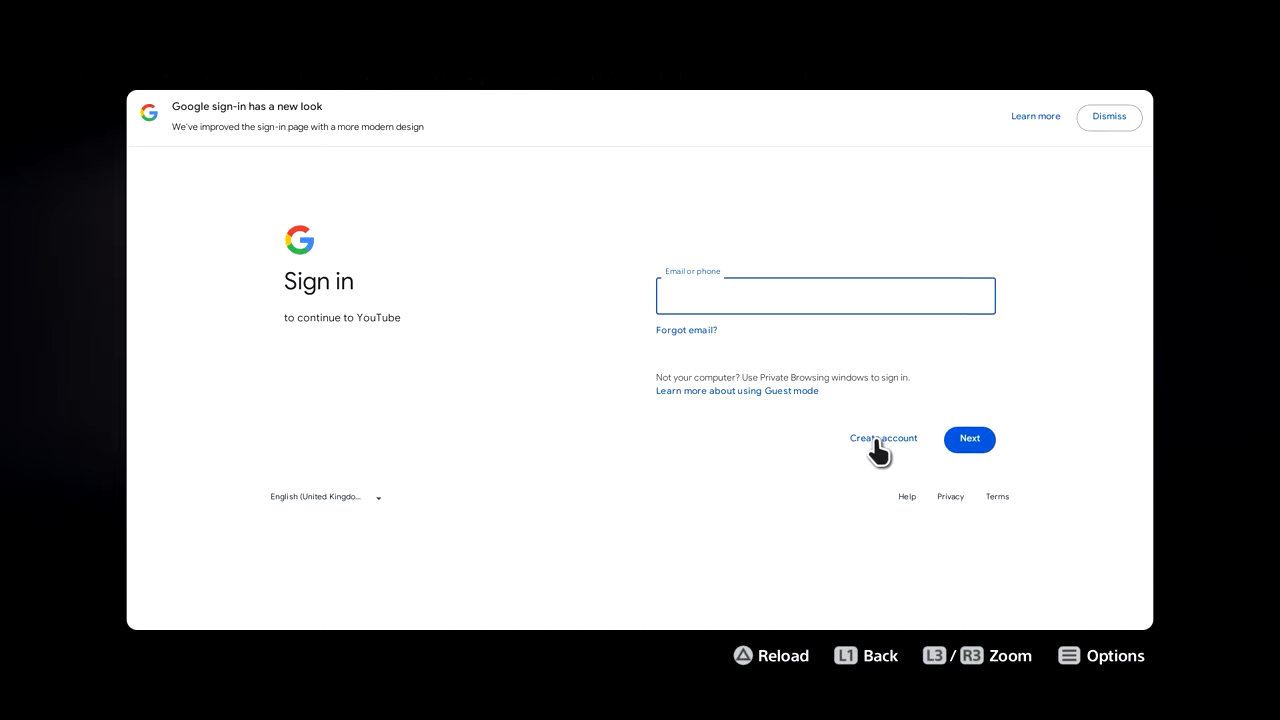 Google sign-in has a new look
We've improved the sign-in page with a more modern design
Learn more
Dismiss
Sign in
to continue to YouTube
Email or phone
Forgot email?
Not your computer? Use Private Browsing windows to sign in.
Learn more about using Guest mode
Create account
Next
English (United Kingdo...
Help
Privacy
Terms
Reload
L1 Back
L3 / R3 Zoom
Options